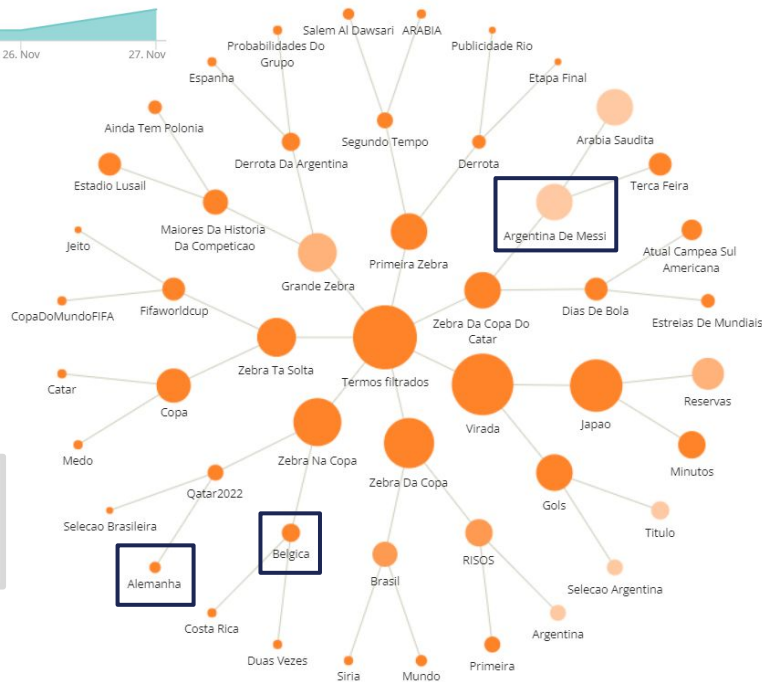 26. Nov
27. Nov
Salem Al Dawsari
ARABIA
Probabilidades Do
Grupo
Publicidade Rio
Espanha
Etapa Final
Ainda Tem Polonia
Segundo Tempo
Arabia Saudita
Derrota Da Argentina
Derrota
Estadio Lusail
Terca Feira
Maiores Da Historia
Da Competicao
Argentina De Messi
Jeito
Primeira Zebra
Atual Campea Sul
Americana
Grande Zebra
CopaDoMundoFIFA
Fifaworldcup
Zebra Da Copa Do
Catar
Dias De Bola
Estreias De Mundiais
Zebra Ta Solta
Termos filtrados
Catar
Copa
Virada
Japao
Reservas
Medo
Zebra Na Copa
Zebra Da Copa
Minutos
Qatar2022
Gols
Selecao Brasileira
Belgica
Titulo
Alemanha
Brasil
RISOS
Selecao Argentina
Costa Rica
Argentina
Duas Vezes
Siria
Mundo
Primeira